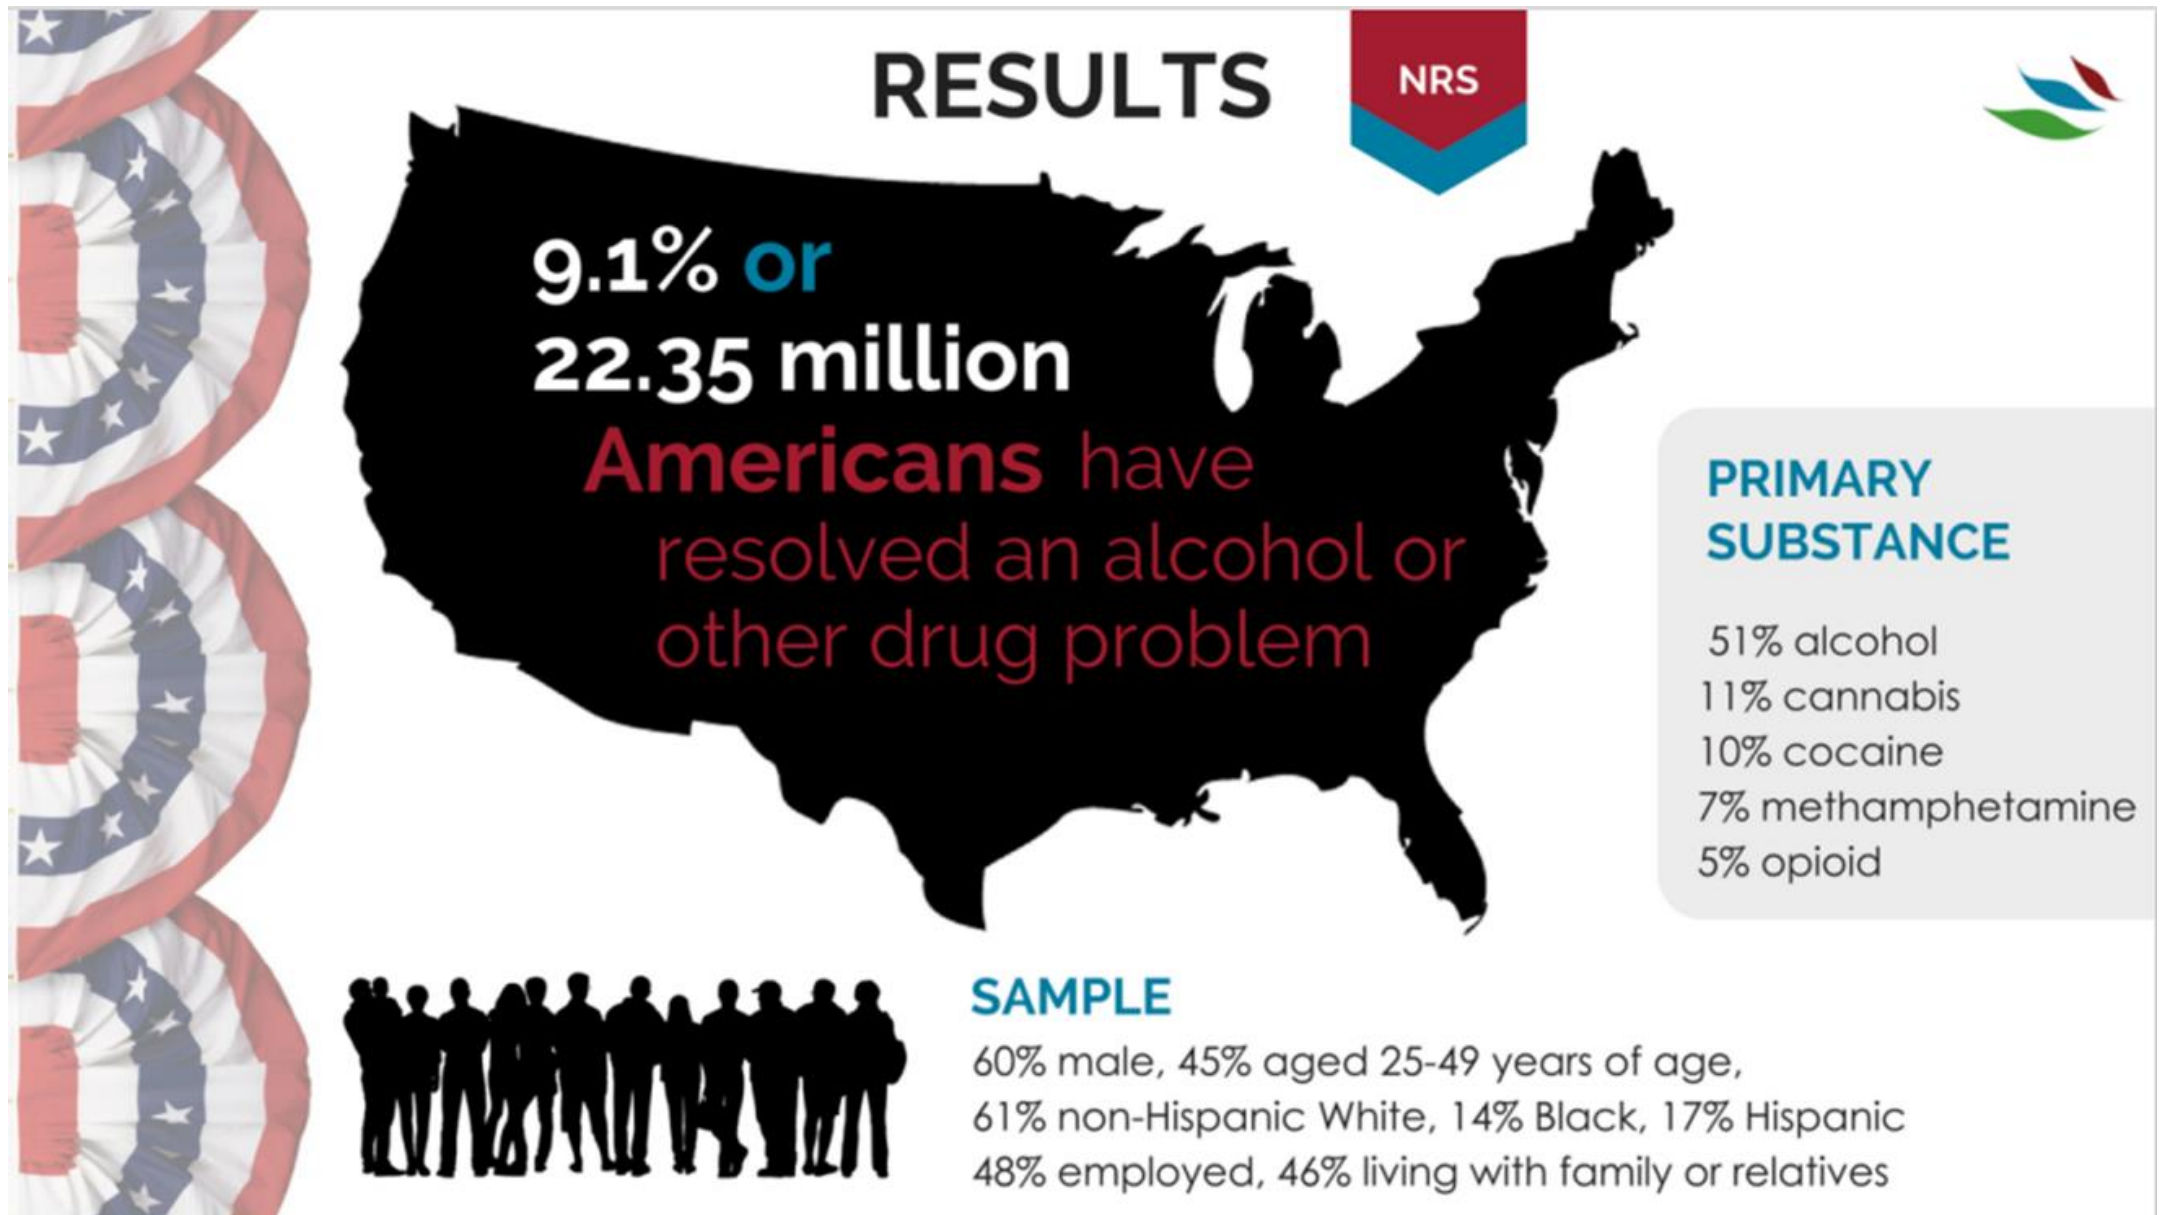 RESULTS
NRS
9.1% or
22.35 million
Americans have
resolved an alcohol or
other drug problem
PRIMARY
SUBSTANCE
51% alcohol
11% cannabis
10% cocaine
7% methamphetamine
5% opioid
SAMPLE
60% male, 45% aged 25-49 years of age,
61% non-Hispanic White, 14% Black, 17% Hispanic
48% employed, 46% living with family or relatives